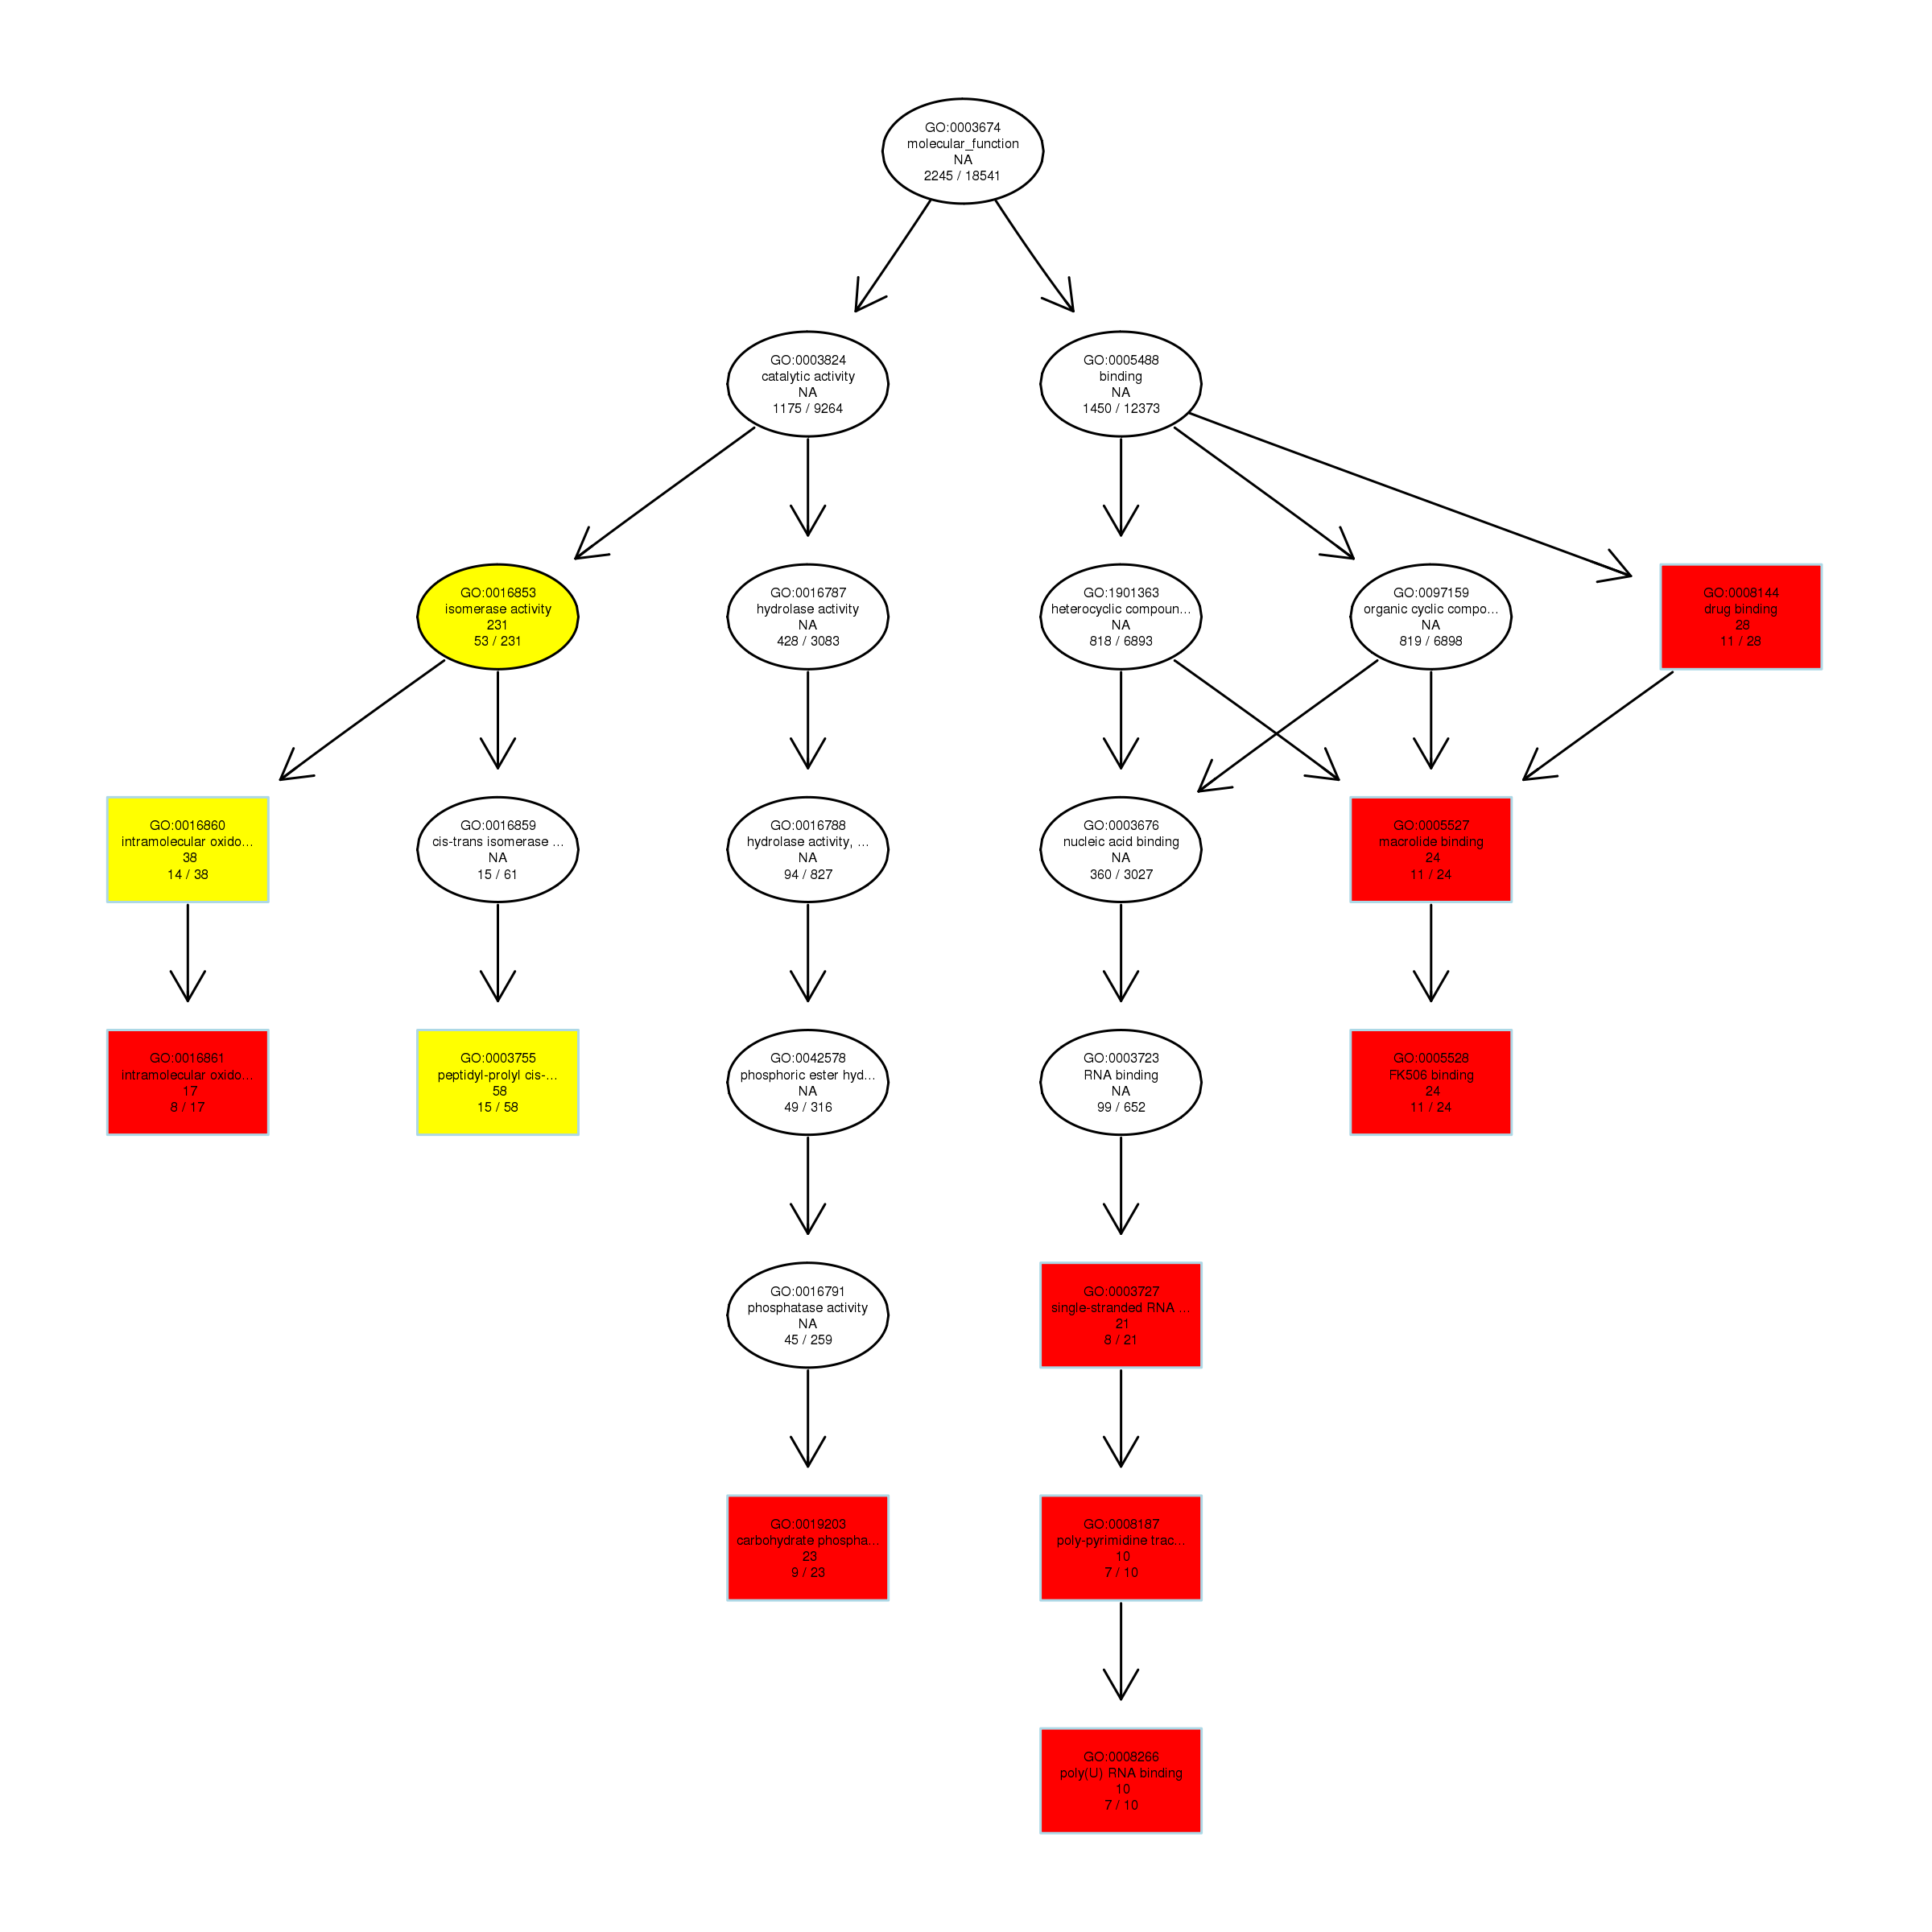 GO:0003674
molecular_function
NA
2245 / 18541
GO:0003824
catalytic activity
NA
1175 / 9264
GO:0005488
binding
NA
1450 / 12373
GO:0016853
isomerase activity
231
53 / 231
GO:0016787
hydrolase activity
NA
428 / 3083
GO:1901363
heterocyclic compoun...
NA
818 / 6893
GO:0097159
organic cyclic compo...
NA
819 / 6898
GO:0008144
drug binding
28
11 / 28
GO:0016860
intramolecular oxido...
38
14 / 38
GO:0016859
cis-trans isomerase ...
NA
15 / 61
GO:0016788
hydrolase activity, ...
NA
94 / 827
GO:0003676
nucleic acid binding
NA
360 / 3027
GO:0005527
macrolide binding
24
11 / 24
GO:0016861
intramolecular oxido...
17
8 / 17
GO:0003755
peptidyl-prolyl cis-...
58
15 / 58
GO:0042578
phosphoric ester hyd...
NA
49 / 316
GO:0003723
RNA binding
NA
99 / 652
GO:0005528
FK506 binding
24
11 / 24
GO:0016791
phosphatase activity
NA
45 / 259
GO:0003727
single-stranded RNA ...
21
8 / 21
GO:0019203
carbohydrate phospha...
23
9 / 23
GO:0008187
poly-pyrimidine trac...
10
7 / 10
GO:0008266
poly(U) RNA binding
10
7 / 10